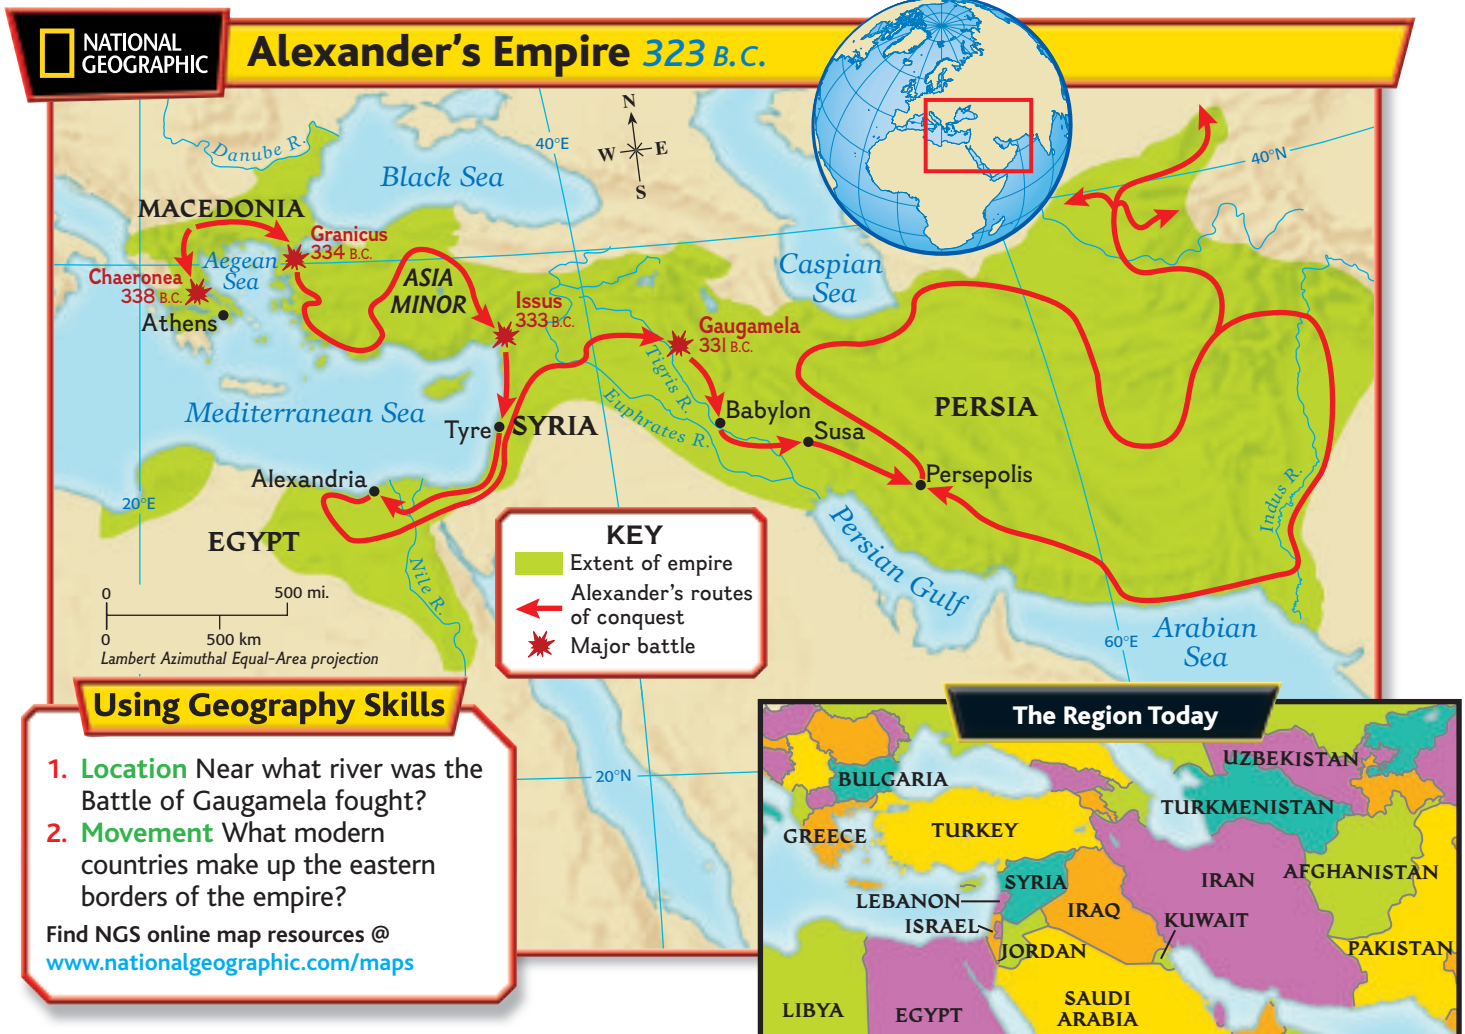 NATIONAL
GEOGRAPHIC
Alexander's Empire 323 B.C.
Danube R.
Black Sea
40°E
N
W
E
S
40°N
MACEDONIA
Granicus
334 B.C.
Aegean
Sea
Chaeronea
338 B.C.
Athens
ASIA
MINOR
Issus
333 B.C.
Caspian
Sea
Gaugamela
331 B.C.
Tigris R.
Euphrates R.
Mediterranean Sea
Tyre
SYRIA
Babylon
Susa
PERSIA
Persepolis
Alexandria
20°E
EGYPT
Nile R.
Indus R.
Persian Gulf
60°E
Arabian
Sea
20°N
0
500 mi.
0
500 km
Lambert Azimuthal Equal-Area projection
KEY
Extent of empire
Alexander's routes
of conquest
Major battle
Using Geography Skills
1. Location Near what river was the
Battle of Gaugamela fought?
2. Movement What modern
countries make up the eastern
borders of the empire?
Find NGS online map resources @
www.nationalgeographic.com/maps
The Region Today
BULGARIA
UZBEKISTAN
TURKMENISTAN
GREECE
TURKEY
SYRIA
IRAN
AFGHANISTAN
LEBANON
IRAQ
KUWAIT
ISRAEL
JORDAN
PAKISTAN
LIBYA
EGYPT
SAUDI
ARABIA